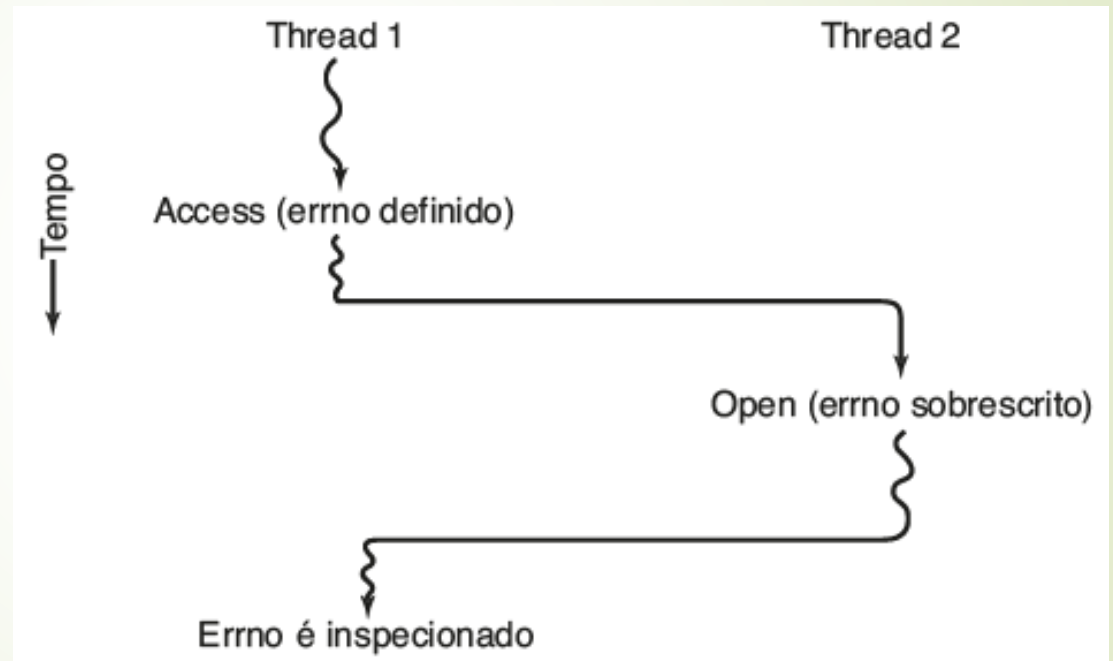 Thread 1
Thread 2
Tempo
Access (errno definido)
Open (errno sobrescrito)
Errno é inspecionado